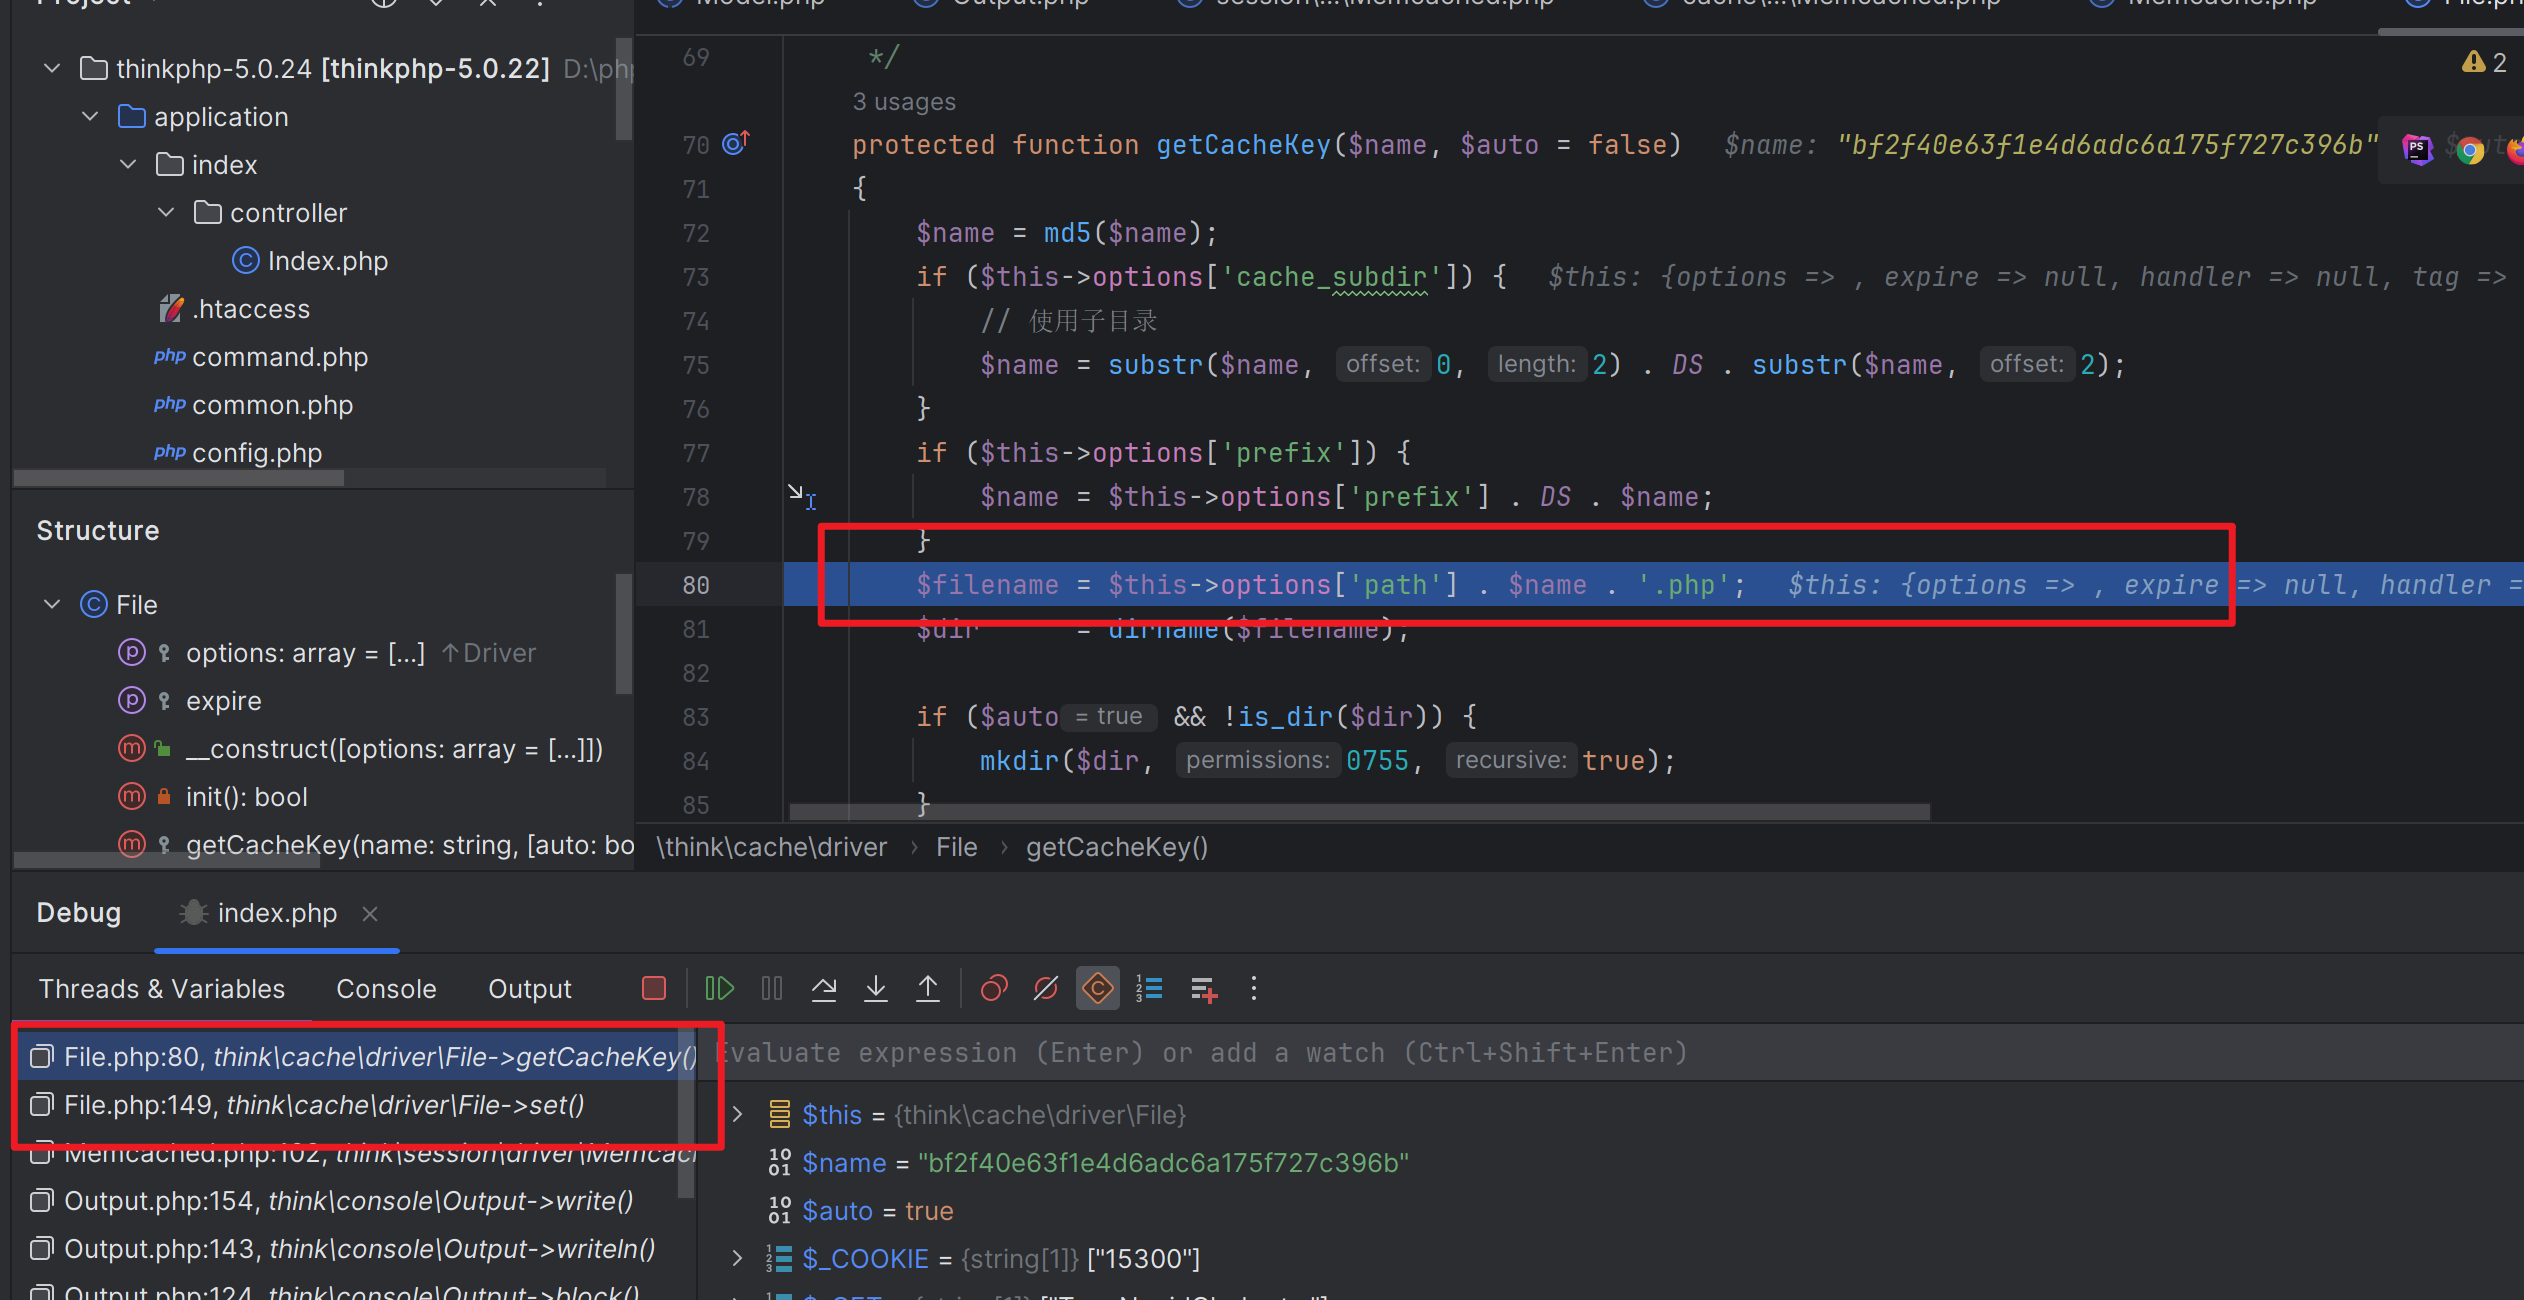 Project
Model.php
Output.php
session\...\Memcached.php
cache\...\Memcached.php
Memcache.php
File.php
thinkphp-5.0.24 [thinkphp-5.0.22] D:\php
application
index
controller
Index.php
.htaccess
php command.php
php common.php
php config.php
Structure
File
options: array = [...] ↑Driver
expire
__construct([options: array = [...]])
init(): bool
getCacheKey(name: string, [auto: bo
2
69 */
3 usages
70 protected function getCacheKey($name, $auto = false) $name: "bf2f40e63f1e4d6adc6a175f727c396b"
71 {
72 $name = md5($name);
73 if ($this->options['cache_subdir']) { $this: {options => , expire => null, handler => null, tag =>
74 // 使用子目录
75 $name = substr($name, offset: 0, length: 2) . DS . substr($name, offset: 2);
76 }
77 if ($this->options['prefix']) {
78 $name = $this->options['prefix'] . DS . $name;
79 }
80 $filename = $this->options['path'] . $name . '.php'; $this: {options => , expire => null, handler =
81 $dir = dirname($filename);
82
83 if ($auto = true && !is_dir($dir)) {
84 mkdir($dir, permissions: 0755, recursive: true);
85 }
\think\cache\driver › File › getCacheKey()
Debug index.php
Threads & Variables Console Output
File.php:80, think\cache\driver\File->getCacheKey()
File.php:149, think\cache\driver\File->set()
Memcached.php:102, think\session\driver\Memcac
Output.php:154, think\console\Output->write()
Output.php:143, think\console\Output->writeln()
Output.php:124, think\console\Output->block()
Evaluate expression (Enter) or add a watch (Ctrl+Shift+Enter)
$this = {think\cache\driver\File}
$name = "bf2f40e63f1e4d6adc6a175f727c396b"
$auto = true
$_COOKIE = {string[1]} ["15300"]